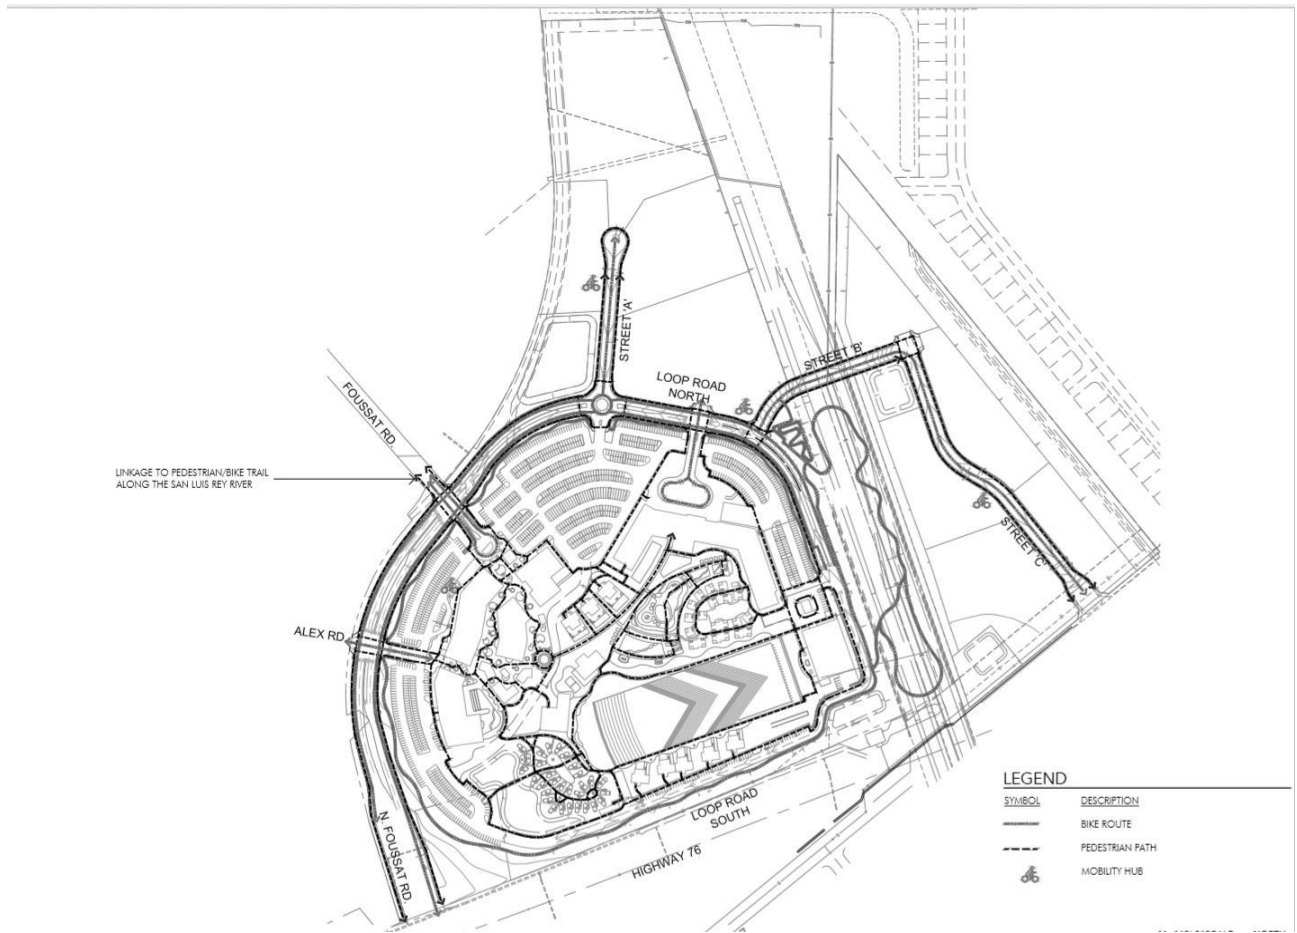 STREET 'A'
LOOP ROAD
NORTH
STREET 'B'
FOUSSAT RD
LINKAGE TO PEDESTRIAN/BIKE TRAIL
ALONG THE SAN LUIS REY RIVER
STREET 'C'
ALEX RD
N. FOUSSAT RD.
LOOP ROAD
SOUTH
HIGHWAY 76
LEGEND
SYMBOL DESCRIPTION
BIKE ROUTE
PEDESTRIAN PATH
MOBILITY HUB